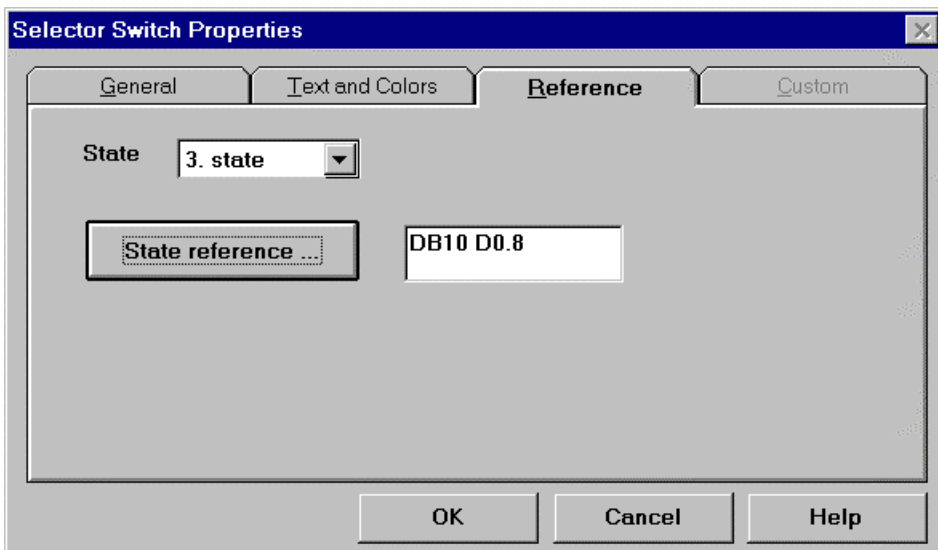 Selector Switch Properties
General Text and Colors Reference Custom
State 3. state
State reference ... DB10 D0.8
OK Cancel Help